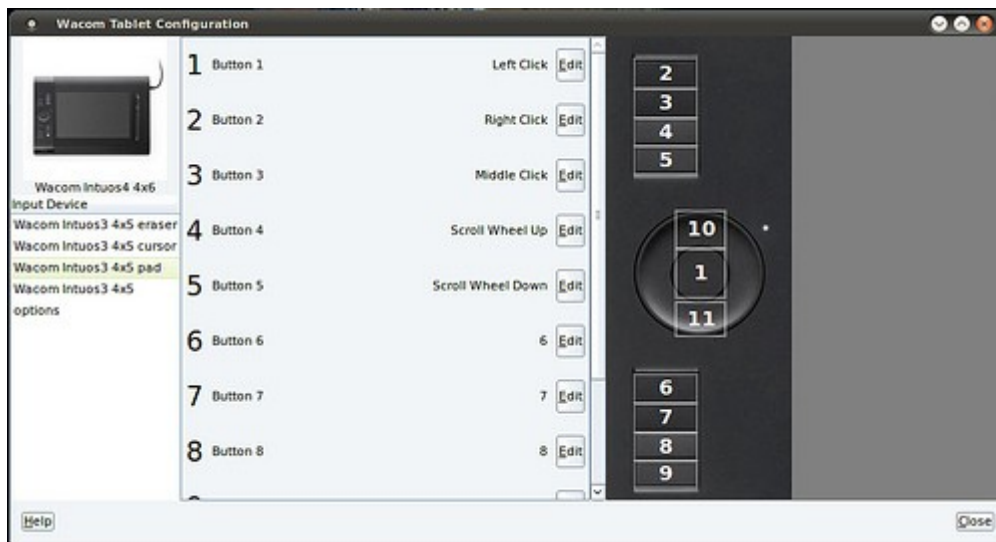 Wacom Tablet Configuration
Wacom Intuos4 4x6
Input Device
Wacom Intuos3 4x5 eraser
Wacom Intuos3 4x5 cursor
Wacom Intuos3 4x5 pad
Wacom Intuos3 4x5
options
1 Button 1 Left Click Edit
2 Button 2 Right Click Edit
3 Button 3 Middle Click Edit
4 Button 4 Scroll Wheel Up Edit
5 Button 5 Scroll Wheel Down Edit
6 Button 6 6 Edit
7 Button 7 7 Edit
8 Button 8 8 Edit
2
3
4
5
10
1
11
6
7
8
9
Help
Close